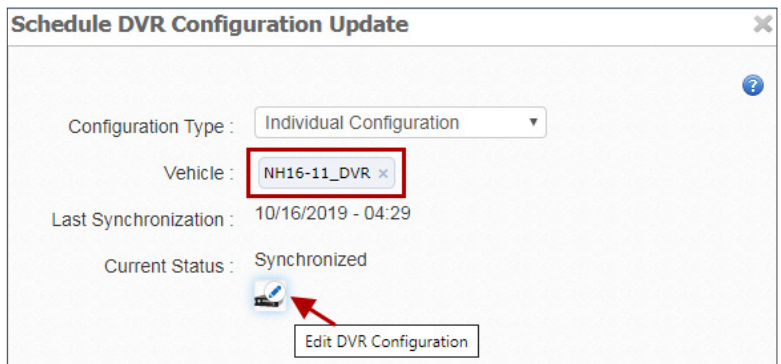 Schedule DVR Configuration Update
Configuration Type : Individual Configuration
Vehicle : NH16-11_DVR ×
Last Synchronization : 10/16/2019 - 04:29
Current Status : Synchronized
Edit DVR Configuration